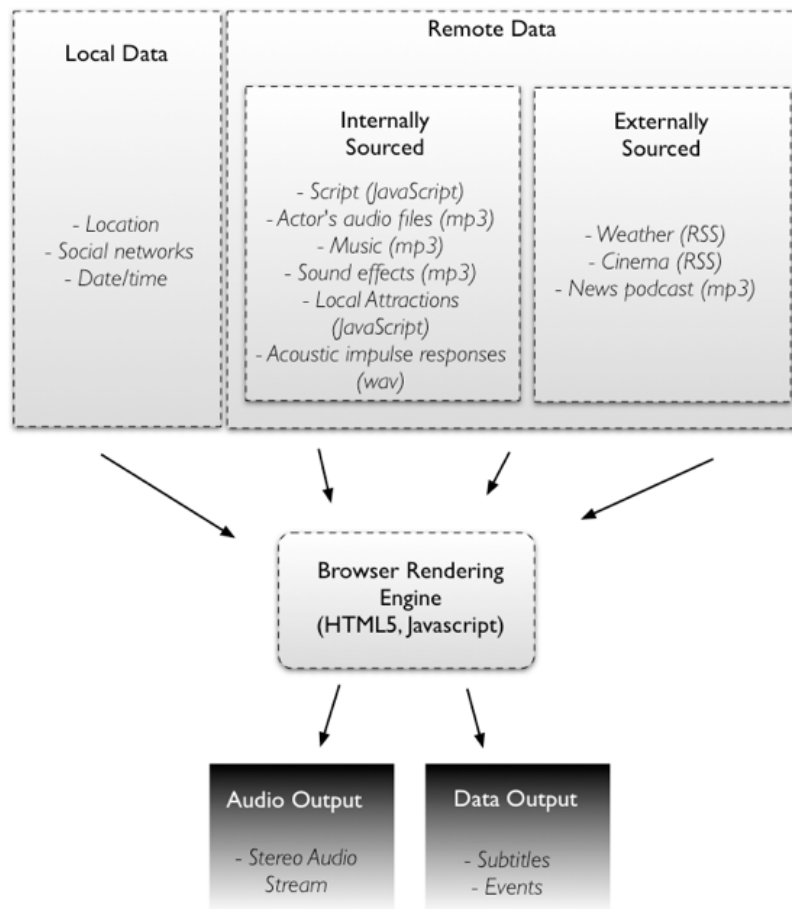 Local Data
- Location
- Social networks
- Date/time
Remote Data
Internally
Sourced
- Script (JavaScript)
- Actor's audio files (mp3)
- Music (mp3)
- Sound effects (mp3)
- Local Attractions
(JavaScript)
- Acoustic impulse responses
(wav)
Externally
Sourced
- Weather (RSS)
- Cinema (RSS)
- News podcast (mp3)
Browser Rendering
Engine
(HTML5, Javascript)
Audio Output
- Stereo Audio
Stream
Data Output
- Subtitles
- Events